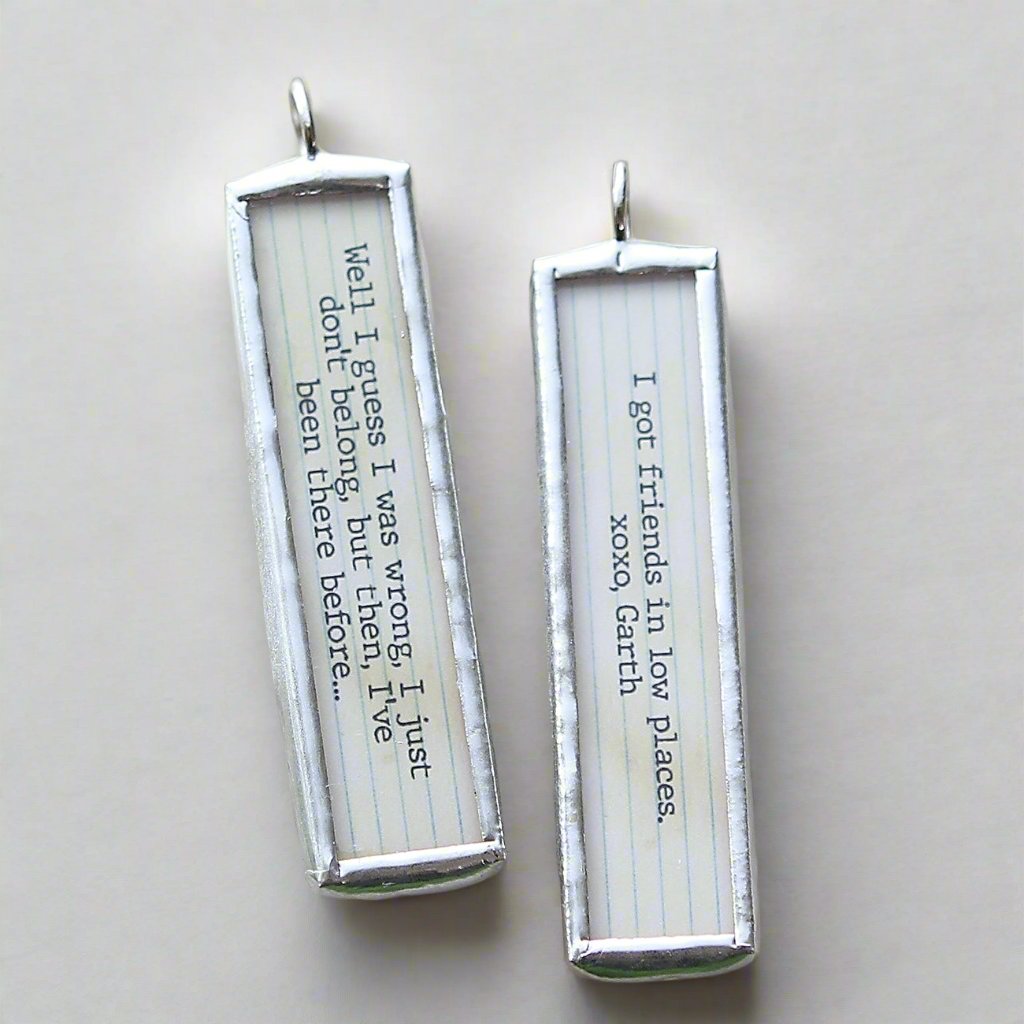 Well I guess I was wrong, I just
don't belong, but then, I've
been there before...
I got friends in low places.
xoxo, Garth